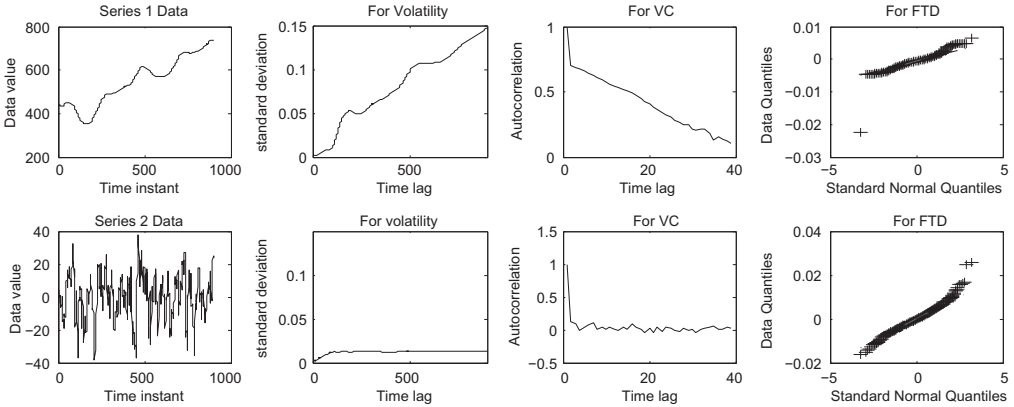 Series 1 Data
For Volatility
For VC
For FTD
800
600
400
200
Data value
0
500
1000
Time instant
0.15
0.1
0.05
0
standard deviation
0
500
Time lag
1
0.5
0
Autocorrelation
0
20
40
Time lag
0.01
0
−0.01
−0.02
−0.03
Data Quantiles
−5
0
5
Standard Normal Quantiles
Series 2 Data
For volatility
For VC
For FTD
40
20
0
−20
−40
Data value
0
500
1000
Time instant
0.15
0.1
0.05
0
standard deviation
0
500
Time lag
1.5
1
0.5
0
−0.5
Autocorrelation
0
20
40
Time lag
0.04
0.02
0
−0.02
Data Quantiles
−5
0
5
Standard Normal Quantiles